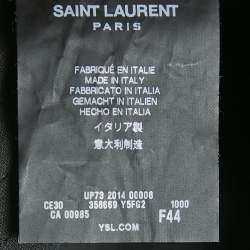 SAINT LAURENT
PARIS
FABRIQUÉ EN ITALIE
MADE IN ITALY
FABBRICATO IN ITALIA
GEMACHT IN ITALIEN
HECHO EN ITALIA
イタリア製
意大利制造
UP73 2014 00008
CE30 358669 Y5FG2 1000
CA 00985 F44
YSL.COM